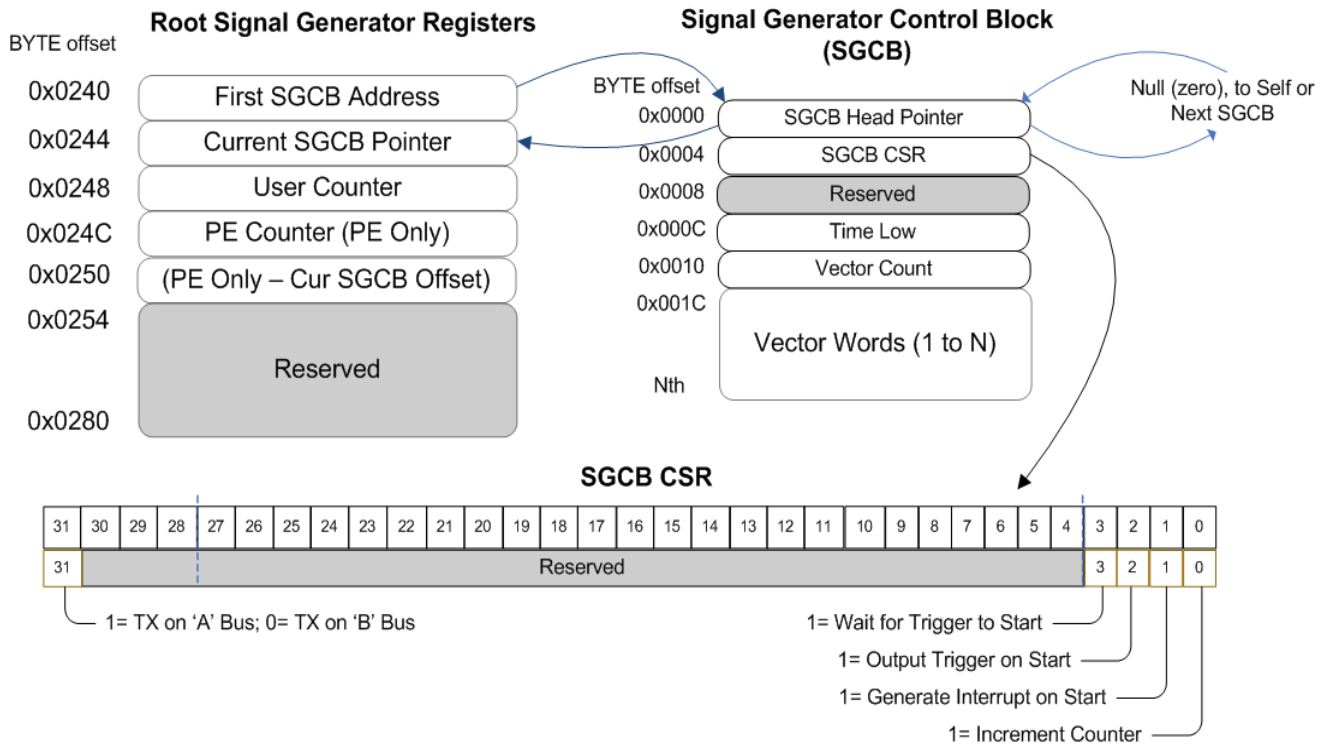 Root Signal Generator Registers
BYTE offset
0x0240
First SGCB Address
0x0244
Current SGCB Pointer
0x0248
User Counter
0x024C
PE Counter (PE Only)
0x0250
(PE Only – Cur SGCB Offset)
0x0254
Reserved
0x0280
Signal Generator Control Block
(SGCB)
BYTE offset
0x0000
SGCB Head Pointer
0x0004
SGCB CSR
0x0008
Reserved
0x000C
Time Low
0x0010
Vector Count
0x001C
Vector Words (1 to N)
Nth
Null (zero), to Self or
Next SGCB
SGCB CSR
31 30 29 28 27 26 25 24 23 22 21 20 19 18 17 16 15 14 13 12 11 10 9 8 7 6 5 4 3 2 1 0
31 Reserved 3 2 1 0
1= TX on ‘A’ Bus; 0= TX on ‘B’ Bus
1= Wait for Trigger to Start
1= Output Trigger on Start
1= Generate Interrupt on Start
1= Increment Counter